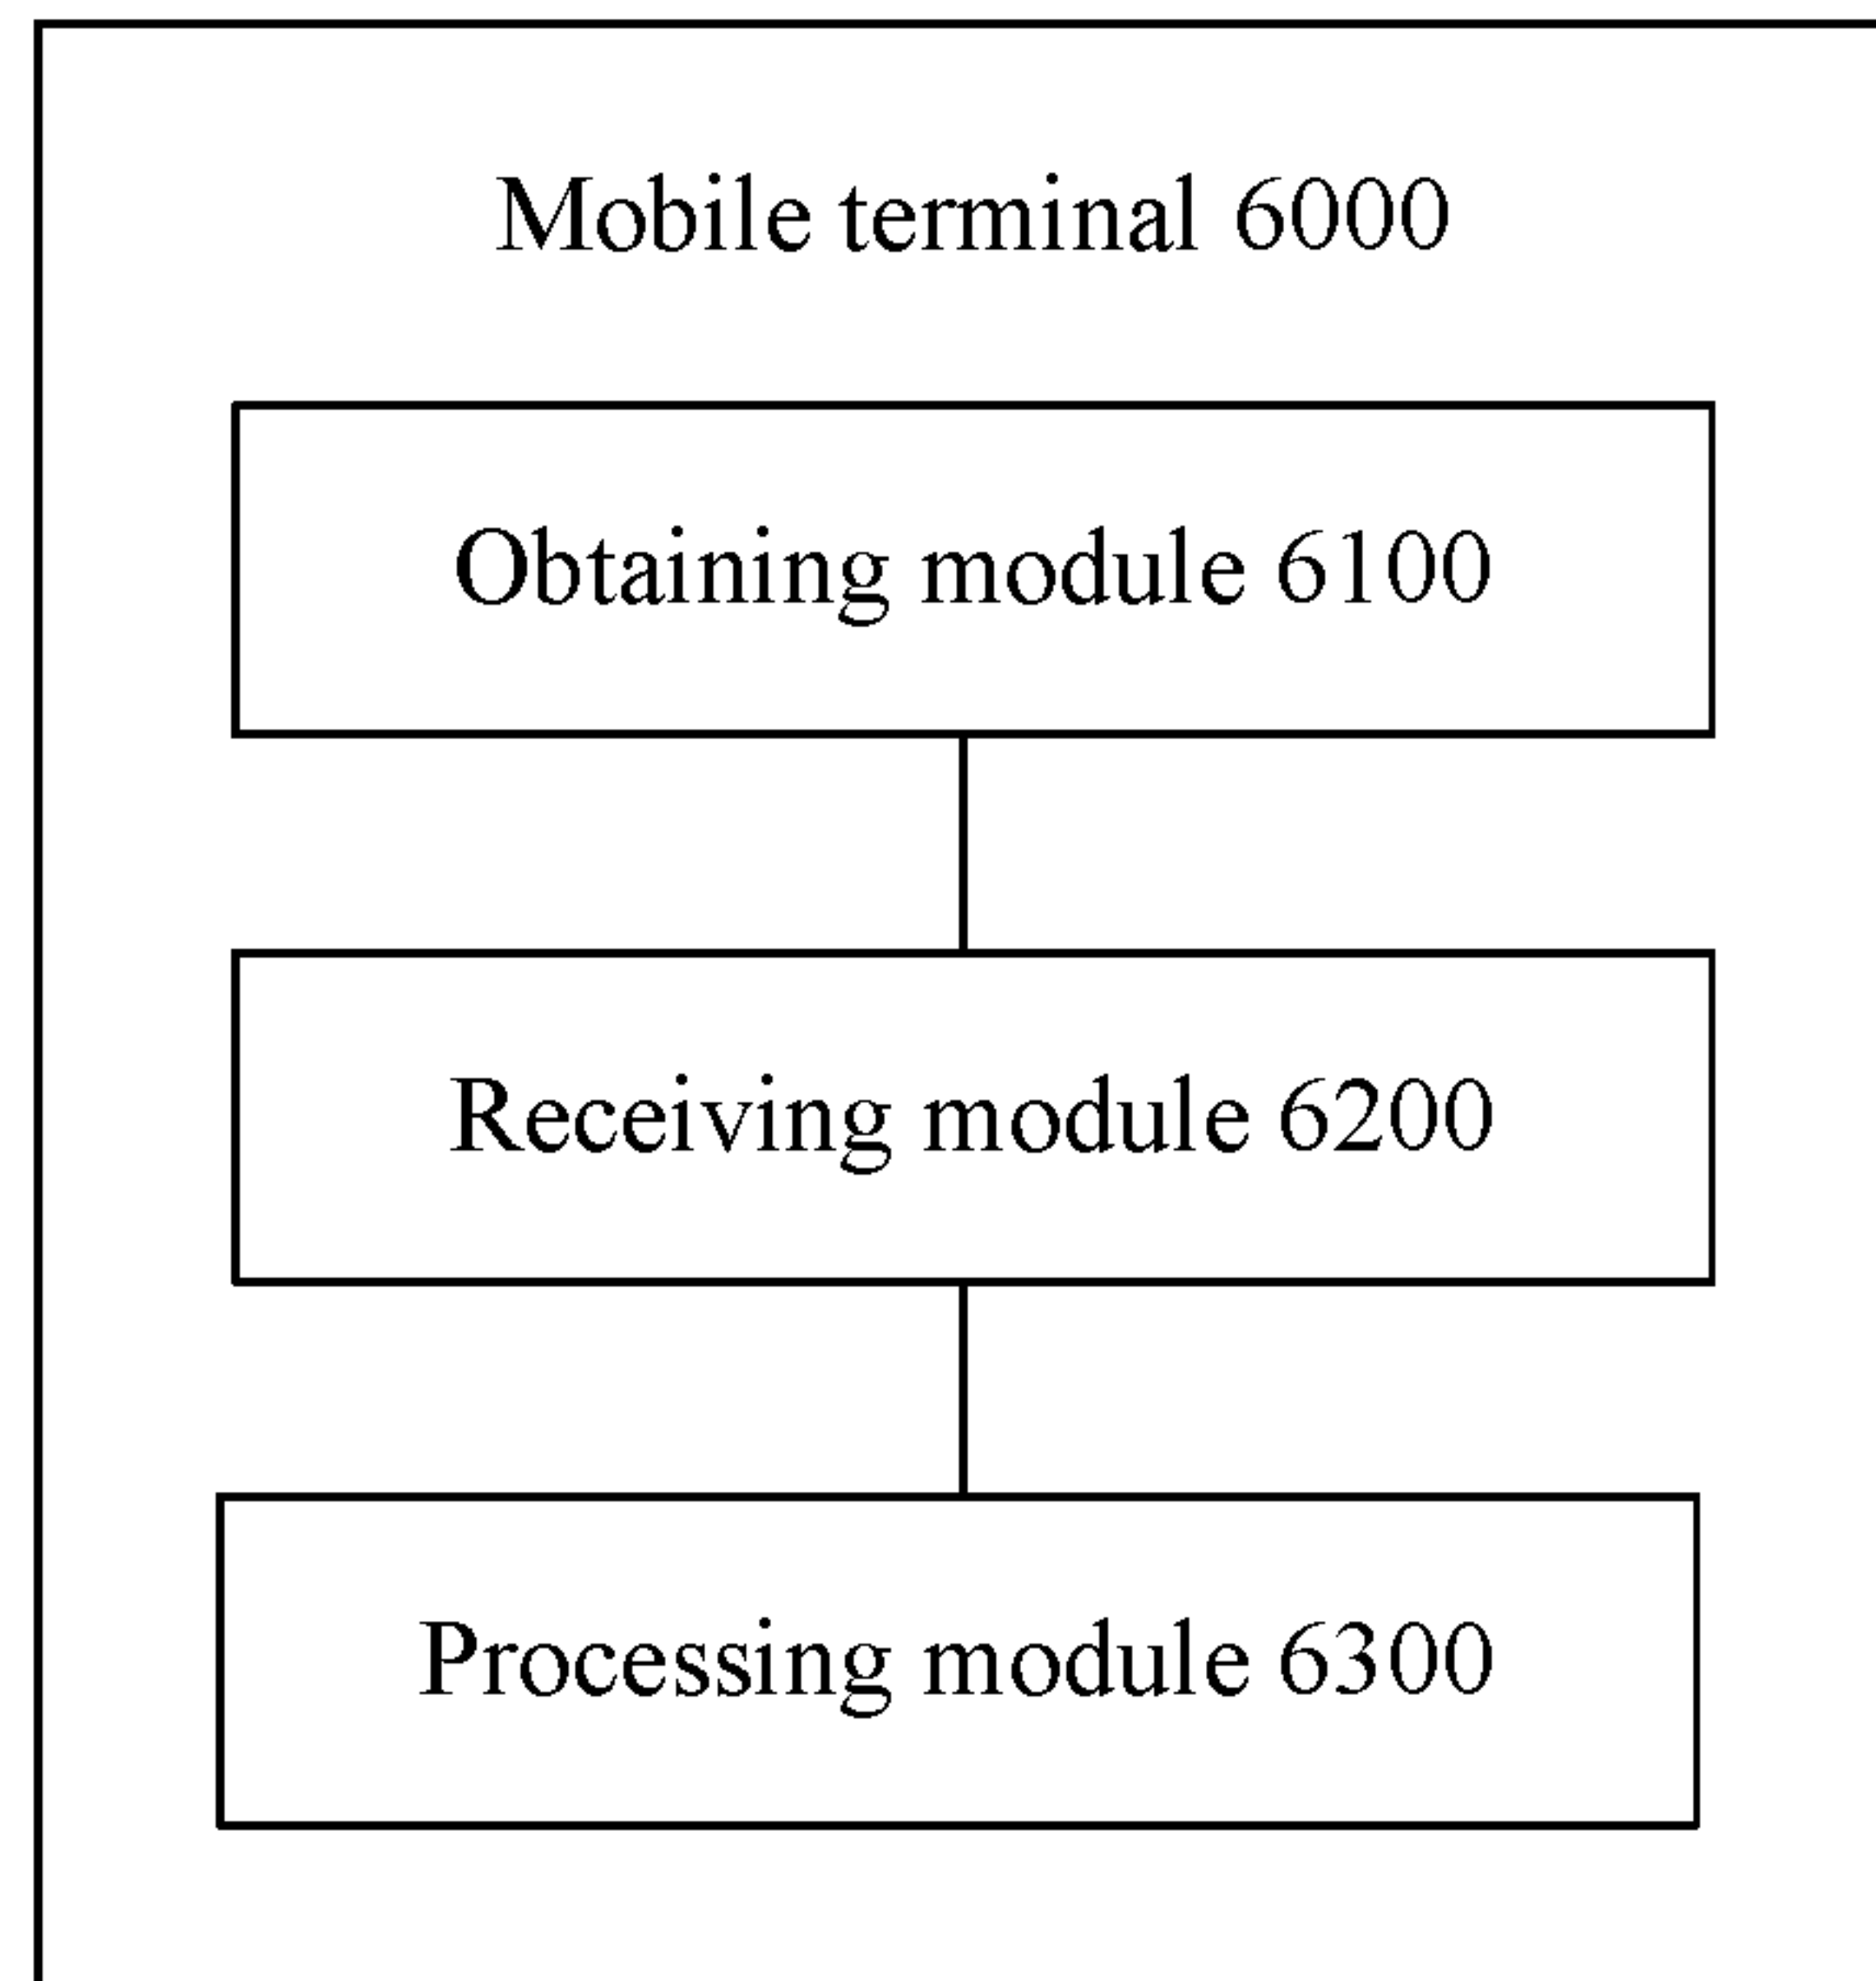 Mobile terminal 6000
Obtaining module 6100
Receiving module 6200
Processing module 6300